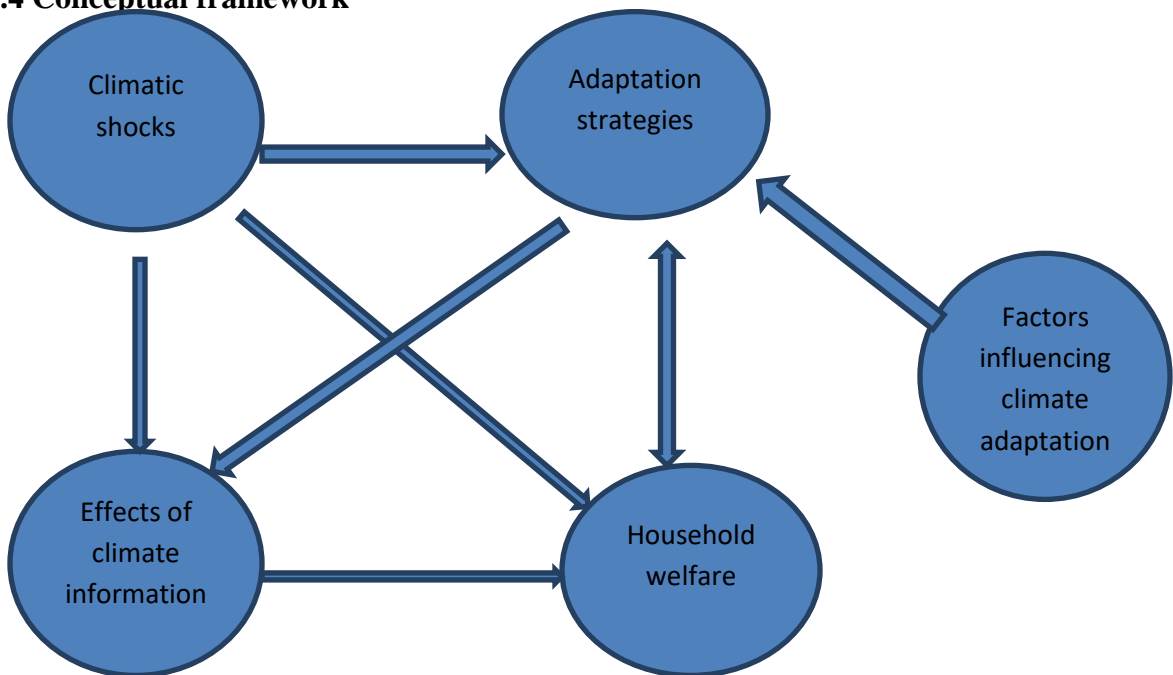 .4 Conceptual framework
Climatic
shocks
Adaptation
strategies
Factors
influencing
climate
adaptation
Effects of
climate
information
Household
welfare